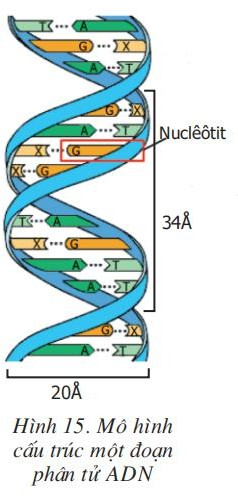 T A
G X
A T
G X
A T
Nuclêôtit
X G
X G
T A
34Å
X G
A T
A T
G X
A T
20Å
Hình 15. Mô hình
cấu trúc một đoạn
phân tử ADN